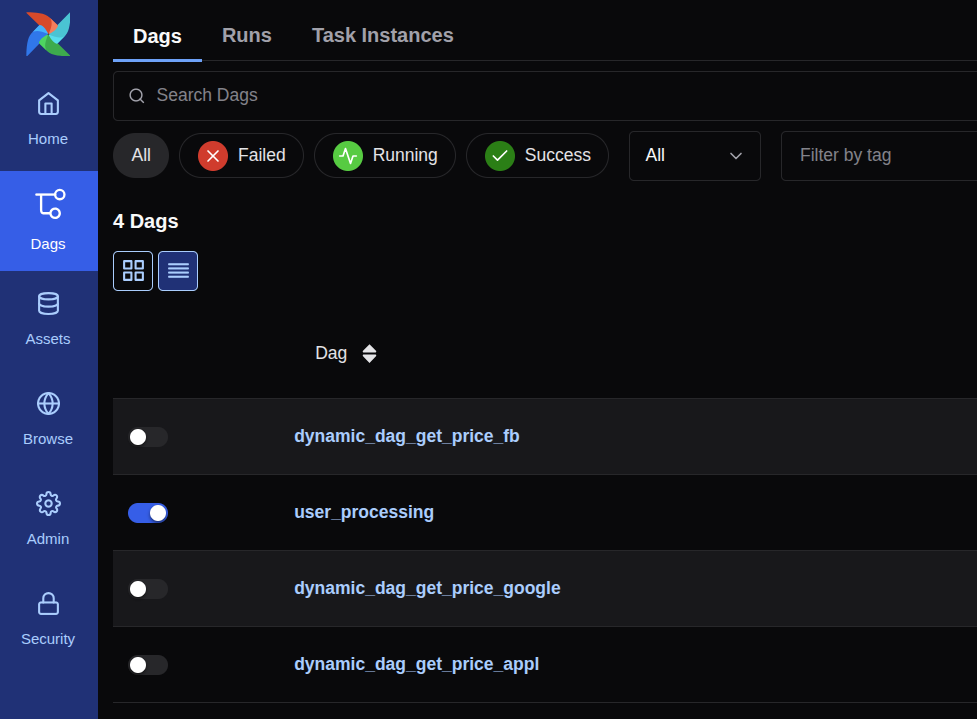 Dags Runs Task Instances
Search Dags
All Failed Running Success All Filter by tag
4 Dags
Dag
dynamic_dag_get_price_fb
user_processing
dynamic_dag_get_price_google
dynamic_dag_get_price_appl
Home
Dags
Assets
Browse
Admin
Security